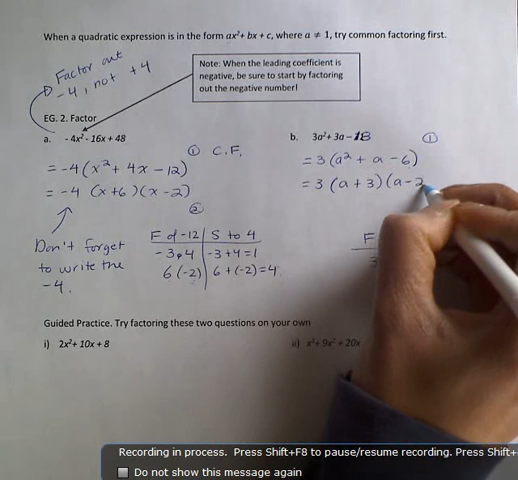 When a quadratic expression is in the form ax²+ bx + c, where a ≠ 1, try common factoring first.
Factor out
-4, not +4
Note: When the leading coefficient is
negative, be sure to start by factoring
out the negative number!
EG. 2. Factor
a. - 4x² - 16x + 48
① C.F.
= -4(x² + 4x - 12)
= -4 (x+6)(x-2)
②
Don't forget
to write the
-4.
F of -12 | S to 4
-3•4 | -3+4=1
6(-2) | 6+(-2)=4
b. 3a²+ 3a - 18
①
= 3(a² + a - 6)
= 3 (a+3)(a-2
F
3
Guided Practice. Try factoring these two questions on your own
i) 2x²+ 10x + 8
ii) x³+ 9x² + 20x
Recording in process. Press Shift+F8 to pause/resume recording. Press Shift+
Do not show this message again